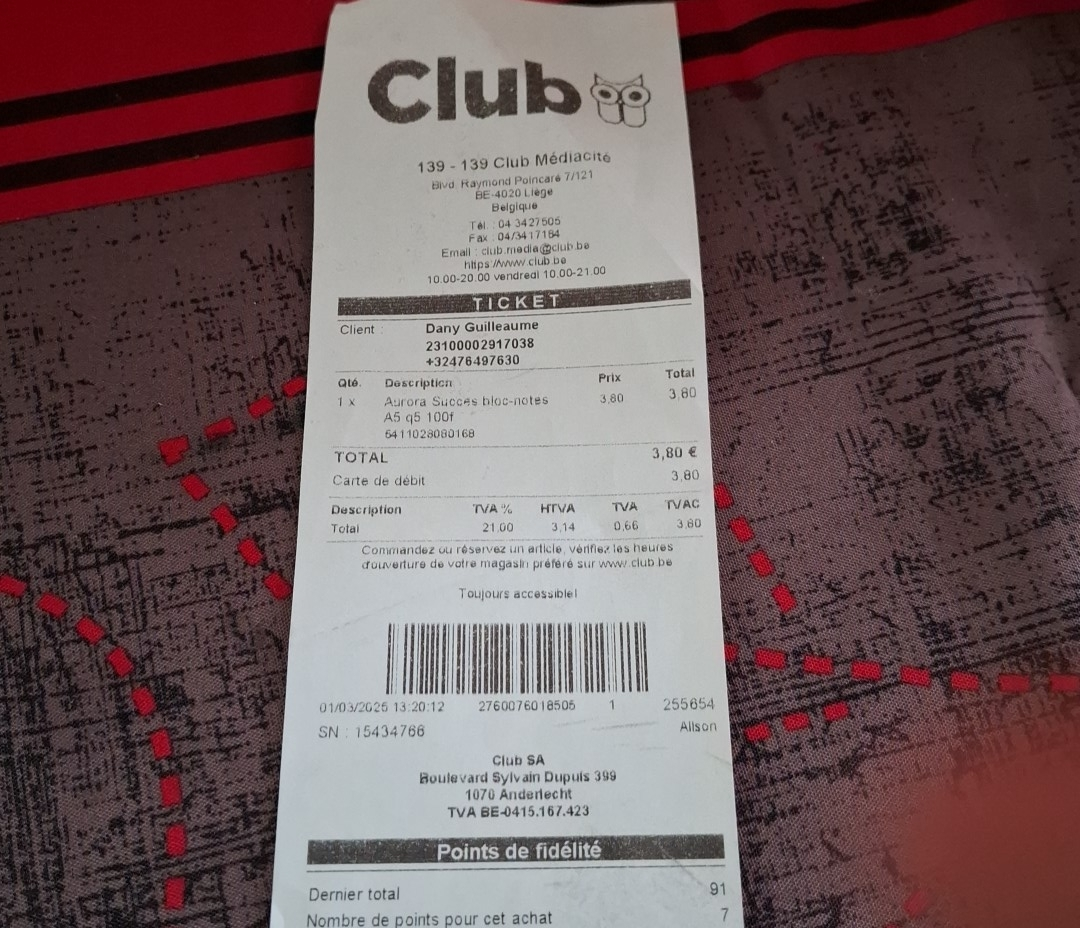 Club
139 - 139 Club Médiacité
Blvd. Raymond Poincaré 7/121
BE-4020 Liège
Belgique
Tél. : 04 3427505
Fax : 04/3417164
Email : club.media@club.be
https://www.club.be
10.00-20.00 vendredi 10.00-21.00
TICKET
Client : Dany Guilleaume
23100002917038
+32476497630
Qté. Description Prix Total
1 x Aurora Succes bloc-notes 3,80 3,80
A5 q5 100f
5411028080168
TOTAL 3,80 €
Carte de débit 3,80
Description TVA % HTVA TVA TVAC
Total 21.00 3,14 0,66 3,80
Commandez ou réservez un article, vérifiez les heures
d'ouverture de votre magasin préféré sur www.club.be
Toujours accessible!
01/03/2025 13:20:12 2760076018505 1 255654
SN : 15434766 Alison
Club SA
Boulevard Sylvain Dupuis 399
1070 Anderlecht
TVA BE-0415.167.423
Points de fidélité
Dernier total 91
Nombre de points pour cet achat 7